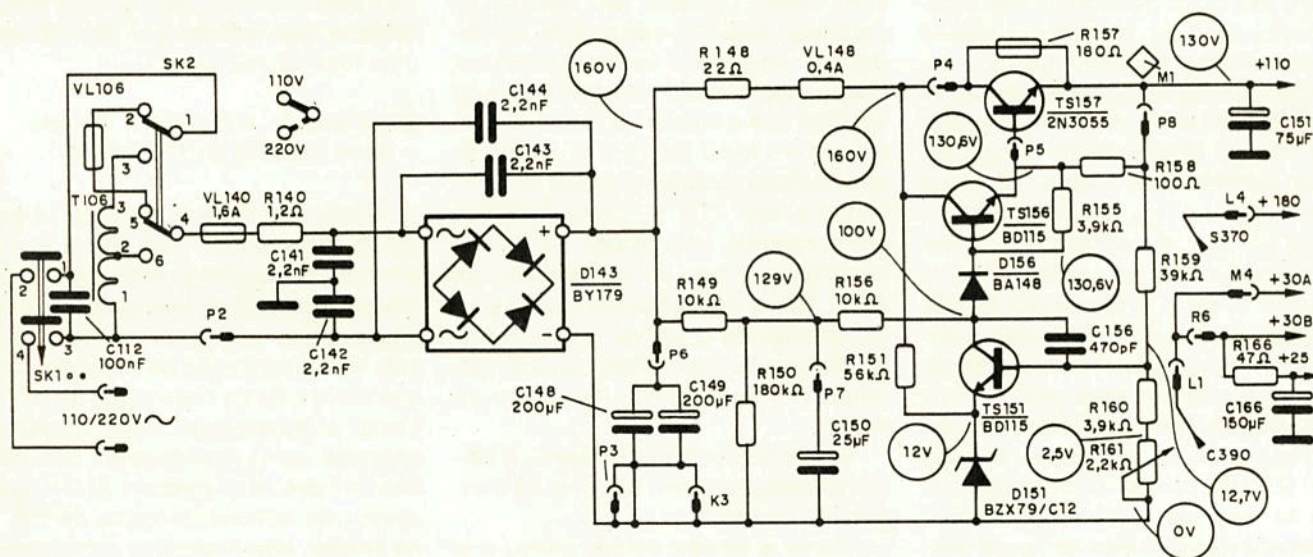 SK2
VL106
2
1
3
110V
220V
T106
3
5
4
2
6
1
VL140
1,6A
R140
1,2Ω
C141
2,2nF
C142
2,2nF
C144
2,2nF
C143
2,2nF
D143
BY179
+
−
2
1
4
3
SK1
C112
100nF
P2
110/220V ~
160V
R148
22Ω
VL148
0,4A
P4
R157
180Ω
TS157
2N3055
130V
M1
+110
C151
75µF
P8
160V
130,6V
P5
R158
100Ω
TS156
BD115
R155
3,9kΩ
L4
+180
S370
100V
D156
BA148
130,6V
R159
39kΩ
M4
+30A
R149
10kΩ
129V
R156
10kΩ
R6
+30B
C156
470pF
R166
47Ω
+25
P6
R150
180kΩ
R151
56kΩ
P7
L1
C148
200µF
C149
200µF
C150
25µF
TS151
BD115
R160
3,9kΩ
C166
150µF
12V
2,5V
R161
2,2kΩ
C390
P3
K3
D151
BZX79/C12
12,7V
0V